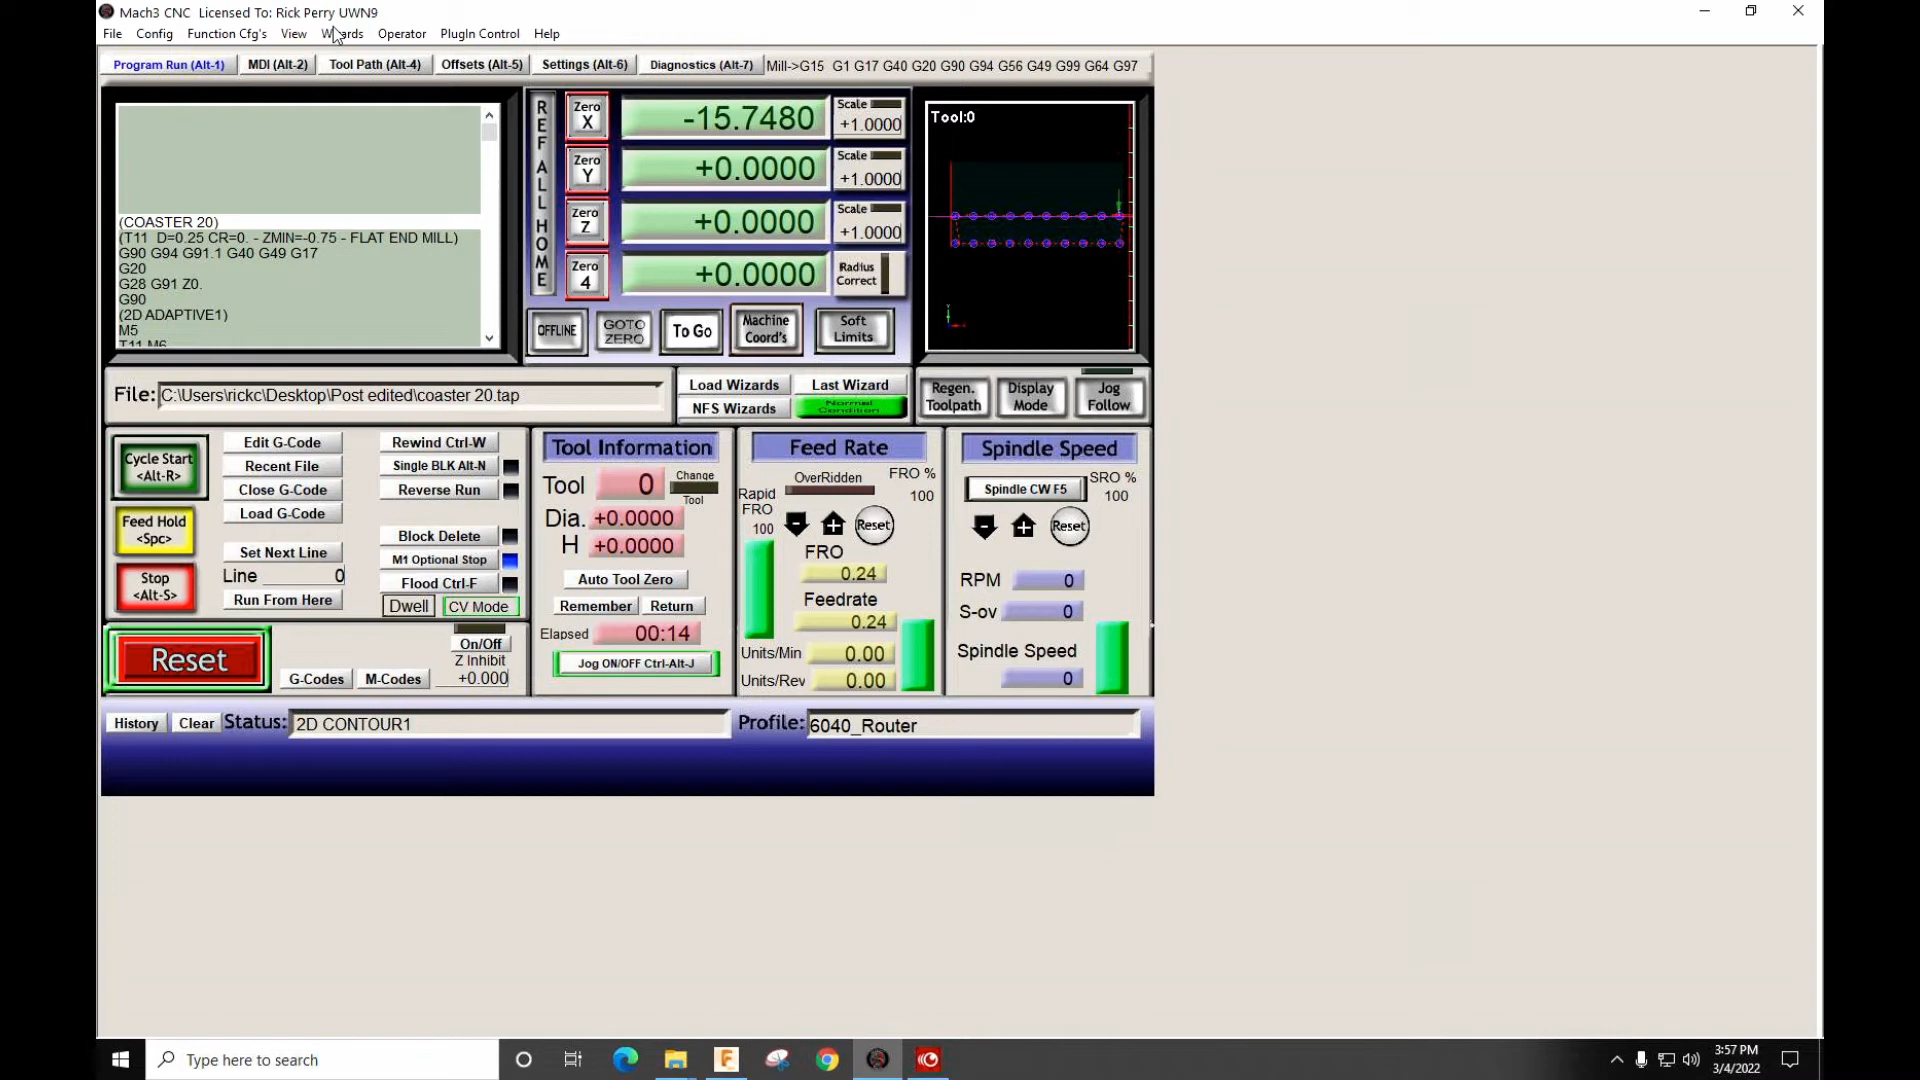 Mach3 CNC Licensed To: Rick Perry UWN9
File Config Function Cfg's View Wizards Operator PlugIn Control Help
Program Run (Alt-1) MDI (Alt-2) Tool Path (Alt-4) Offsets (Alt-5) Settings (Alt-6) Diagnostics (Alt-7) Mill->G15 G1 G17 G40 G20 G90 G94 G56 G49 G99 G64 G97
(COASTER 20)
(T11 D=0.25 CR=0. - ZMIN=-0.75 - FLAT END MILL)
G90 G94 G91.1 G40 G49 G17
G20
G28 G91 Z0.
G90
(2D ADAPTIVE1)
M5
T11 M6
REF ALL HOME
Zero X -15.7480 Scale +1.0000
Zero Y +0.0000 Scale +1.0000
Zero Z +0.0000 Scale +1.0000
Zero 4 +0.0000 Radius Correct
OFFLINE GOTO ZERO To Go Machine Coord's Soft Limits
Tool:0
File: C:\Users\rickc\Desktop\Post edited\coaster 20.tap
Load Wizards Last Wizard
NFS Wizards Normal Condition
Regen. Toolpath Display Mode Jog Follow
Cycle Start <Alt-R>
Feed Hold <Spc>
Stop <Alt-S>
Reset
Edit G-Code
Recent File
Close G-Code
Load G-Code
Set Next Line
Line 0
Run From Here
Rewind Ctrl-W
Single BLK Alt-N
Reverse Run
Block Delete
M1 Optional Stop
Flood Ctrl-F
Dwell CV Mode
G-Codes M-Codes
On/Off
Z Inhibit
+0.000
Tool Information
Tool 0 Change Tool
Dia. +0.0000
H +0.0000
Auto Tool Zero
Remember Return
Elapsed 00:14
Jog ON/OFF Ctrl-Alt-J
Feed Rate
OverRidden FRO %
100
Rapid FRO
100
Reset
FRO
0.24
Feedrate
0.24
Units/Min 0.00
Units/Rev 0.00
Spindle Speed
Spindle CW F5 SRO %
100
Reset
RPM 0
S-ov 0
Spindle Speed
0
History Clear Status: 2D CONTOUR1 Profile: 6040_Router
Type here to search
3:57 PM
3/4/2022